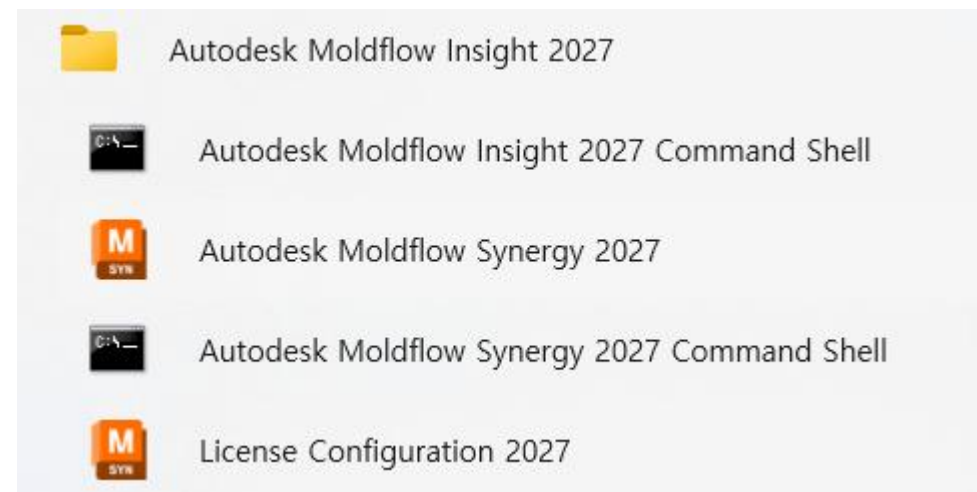 Autodesk Moldflow Insight 2027
C:\
Autodesk Moldflow Insight 2027 Command Shell
M
SYN
Autodesk Moldflow Synergy 2027
C:\
Autodesk Moldflow Synergy 2027 Command Shell
M
SYN
License Configuration 2027